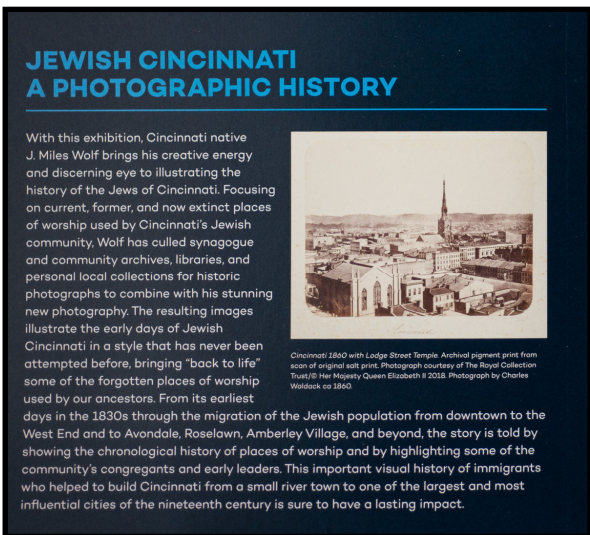 JEWISH CINCINNATI
A PHOTOGRAPHIC HISTORY
With this exhibition, Cincinnati native
J. Miles Wolf brings his creative energy
and discerning eye to illustrating the
history of the Jews of Cincinnati. Focusing
on current, former, and now extinct places
of worship used by Cincinnati's Jewish
community, Wolf has culled synagogue
and community archives, libraries, and
personal local collections for historic
photographs to combine with his stunning
new photography. The resulting images
illustrate the early days of Jewish
Cincinnati in a style that has never been
attempted before, bringing "back to life"
some of the forgotten places of worship
used by our ancestors. From its earliest
days in the 1830s through the migration of the Jewish population from downtown to the
West End and to Avondale, Roselawn, Amberley Village, and beyond, the story is told by
showing the chronological history of places of worship and by highlighting some of the
community's congregants and early leaders. This important visual history of immigrants
who helped to build Cincinnati from a small river town to one of the largest and most
influential cities of the nineteenth century is sure to have a lasting impact.
Cincinnati 1860 with Lodge Street Temple. Archival pigment print from
scan of original salt print. Photograph courtesy of The Royal Collection
Trust/© Her Majesty Queen Elizabeth II 2018. Photograph by Charles
Waldack ca 1860.